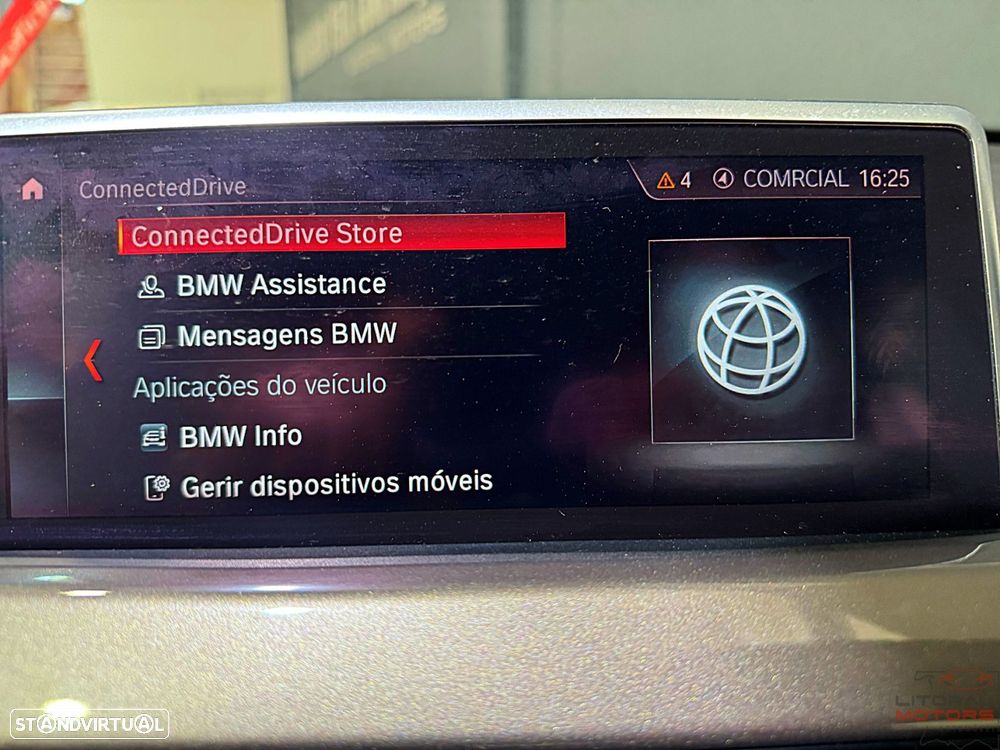 ConnectedDrive
4 COMRCIAL 16:25
ConnectedDrive Store
BMW Assistance
Mensagens BMW
Aplicações do veículo
BMW Info
Gerir dispositivos móveis
STANDVIRTUAL
MOTORS